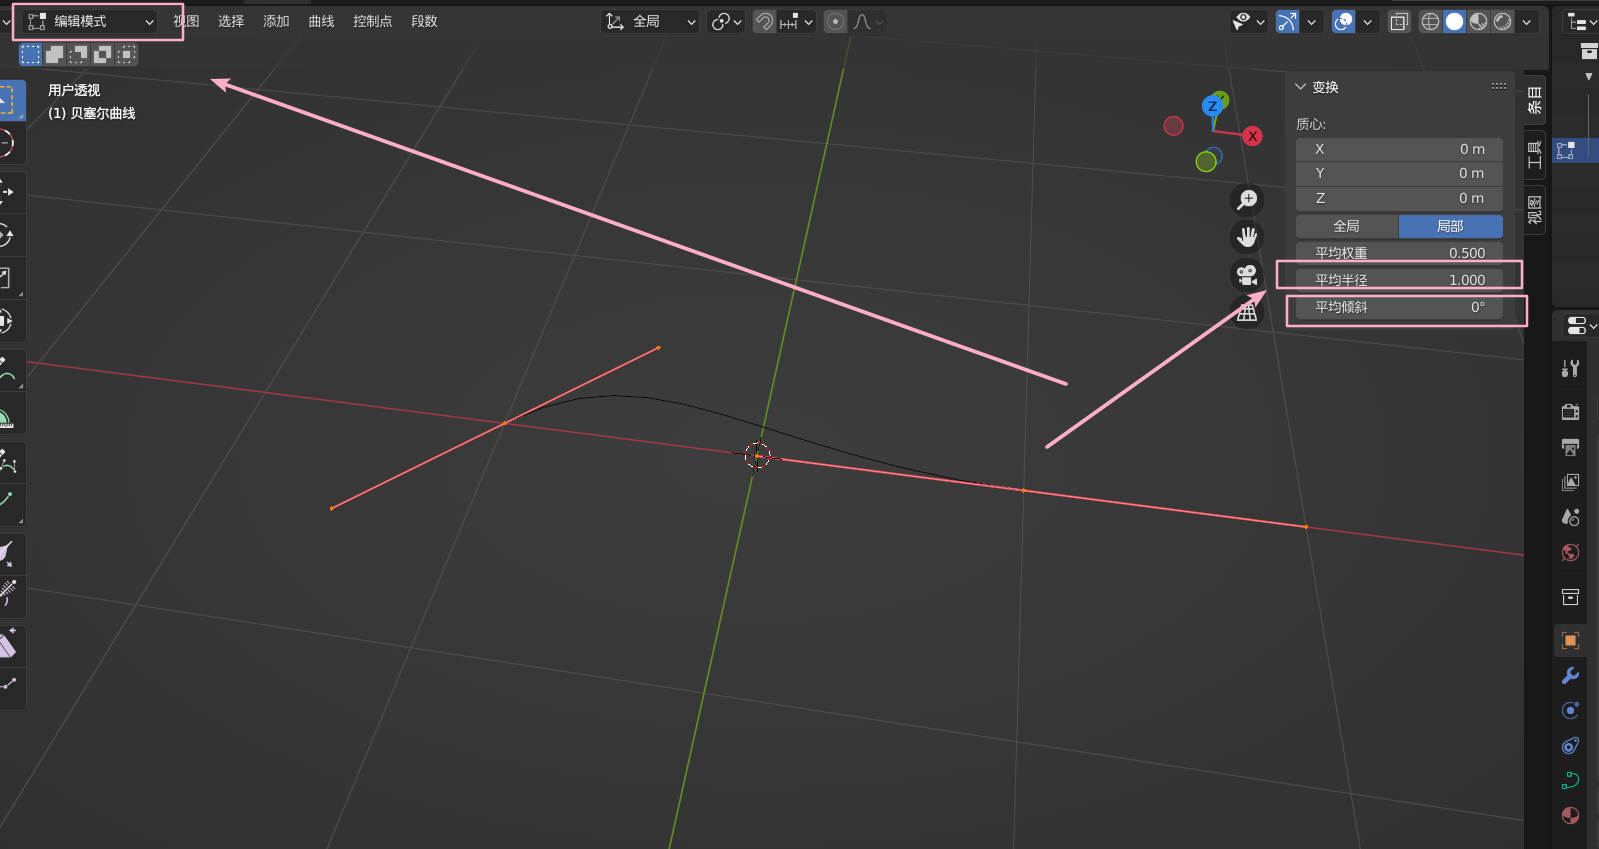 编辑模式 视图 选择 添加 曲线 控制点 段数 全局
用户透视
(1) 贝塞尔曲线
Z
X
变换
质心:
X 0 m
Y 0 m
Z 0 m
全局 局部
平均权重 0.500
平均半径 1.000
平均倾斜 0°
条目
工具
视图